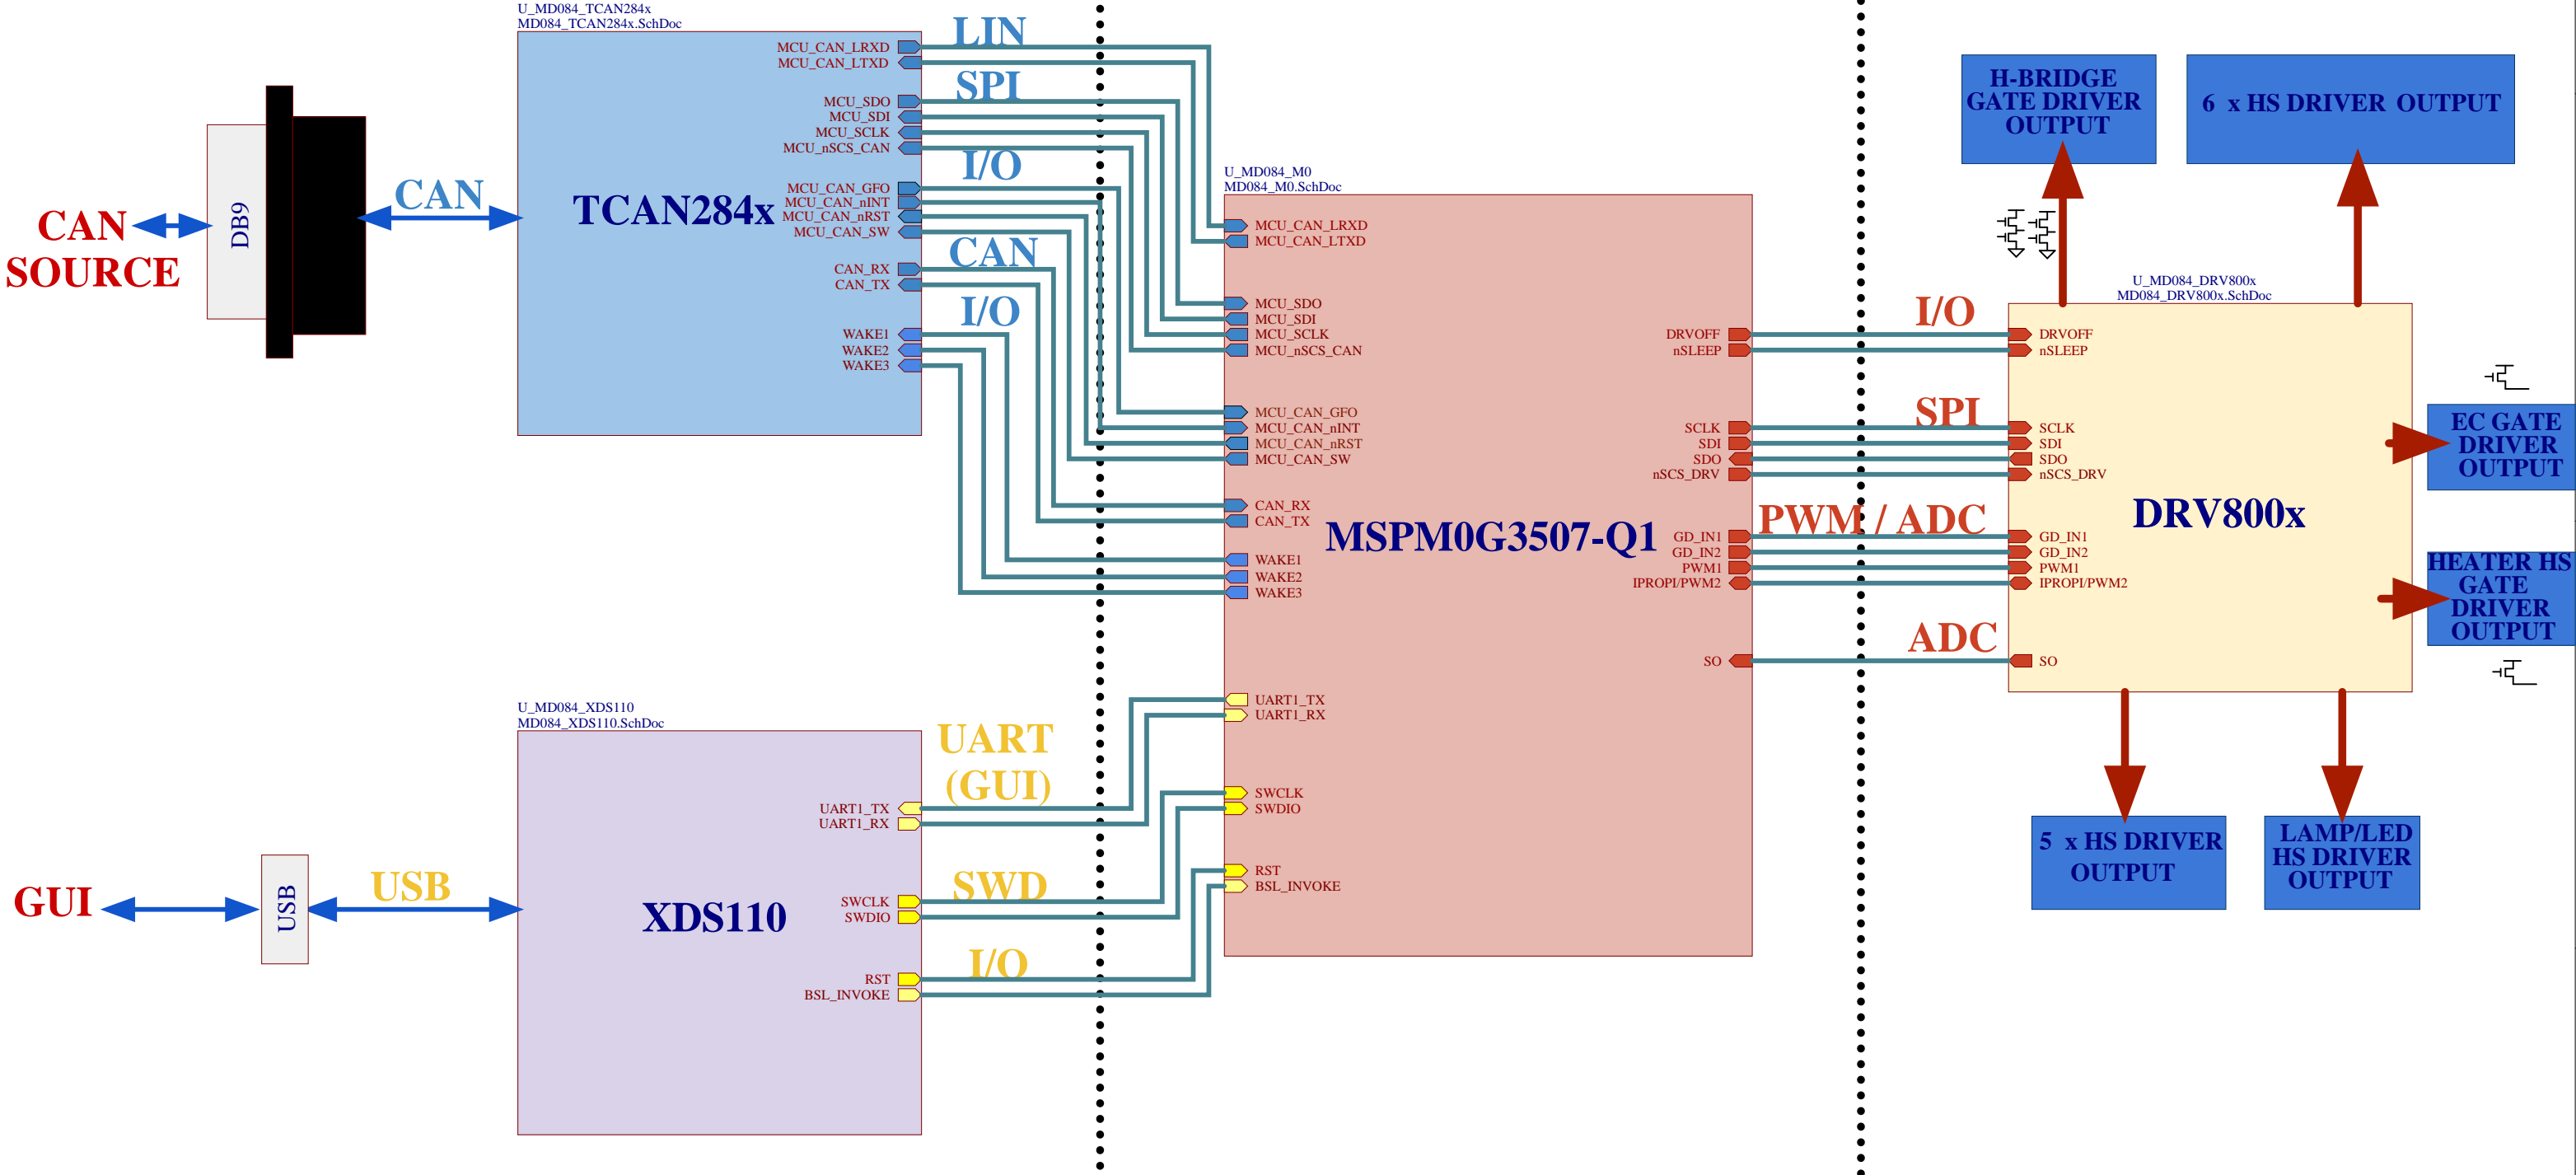 U_MD084_TCAN284x
MD084_TCAN284x.SchDoc
MCU_CAN_LRXD
MCU_CAN_LTXD
MCU_SDO
MCU_SDI
MCU_SCLK
MCU_nSCS_CAN
MCU_CAN_GFO
MCU_CAN_nINT
MCU_CAN_nRST
MCU_CAN_SW
CAN_RX
CAN_TX
WAKE1
WAKE2
WAKE3
TCAN284x
CAN
SOURCE
DB9
CAN
LIN
SPI
I/O
CAN
I/O
U_MD084_M0
MD084_M0.SchDoc
MCU_CAN_LRXD
MCU_CAN_LTXD
MCU_SDO
MCU_SDI
MCU_SCLK
MCU_nSCS_CAN
MCU_CAN_GFO
MCU_CAN_nINT
MCU_CAN_nRST
MCU_CAN_SW
CAN_RX
CAN_TX
WAKE1
WAKE2
WAKE3
UART1_TX
UART1_RX
SWCLK
SWDIO
RST
BSL_INVOKE
MSPM0G3507-Q1
DRVOFF
nSLEEP
SCLK
SDI
SDO
nSCS_DRV
GD_IN1
GD_IN2
PWM1
IPROPI/PWM2
SO
I/O
SPI
PWM / ADC
ADC
U_MD084_DRV800x
MD084_DRV800x.SchDoc
DRVOFF
nSLEEP
SCLK
SDI
SDO
nSCS_DRV
GD_IN1
GD_IN2
PWM1
IPROPI/PWM2
SO
DRV800x
H-BRIDGE
GATE DRIVER
OUTPUT
6 x HS DRIVER OUTPUT
EC GATE
DRIVER
OUTPUT
HEATER HS
GATE
DRIVER
OUTPUT
5 x HS DRIVER
OUTPUT
LAMP/LED
HS DRIVER
OUTPUT
U_MD084_XDS110
MD084_XDS110.SchDoc
UART1_TX
UART1_RX
SWCLK
SWDIO
RST
BSL_INVOKE
XDS110
GUI
USB
USB
UART
(GUI)
SWD
I/O